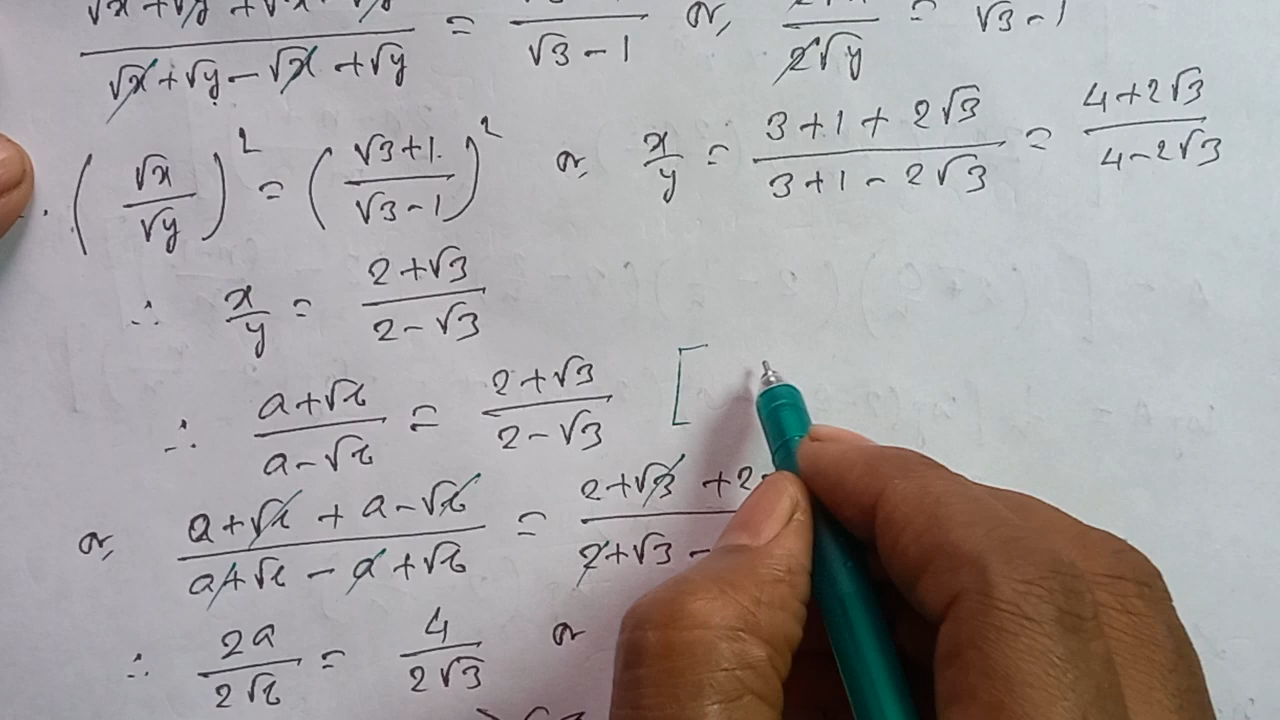 (√x+√y-√x+√y) = /(√3-1) or, /(2√y) = √3-1
(√x/√y)² = ((√3+1)/(√3-1))² or, x/y = (3+1+2√3)/(3+1-2√3) = (4+2√3)/(4-2√3)
∴ x/y = (2+√3)/(2-√3)
∴ (a+√z)/(a-√z) = (2+√3)/(2-√3) [
or, (a+√z+a-√z)/(a+√z-a+√z) = (2+√3+2)/(2+√3-)
∴ 2a/(2√z) = 4/(2√3) or